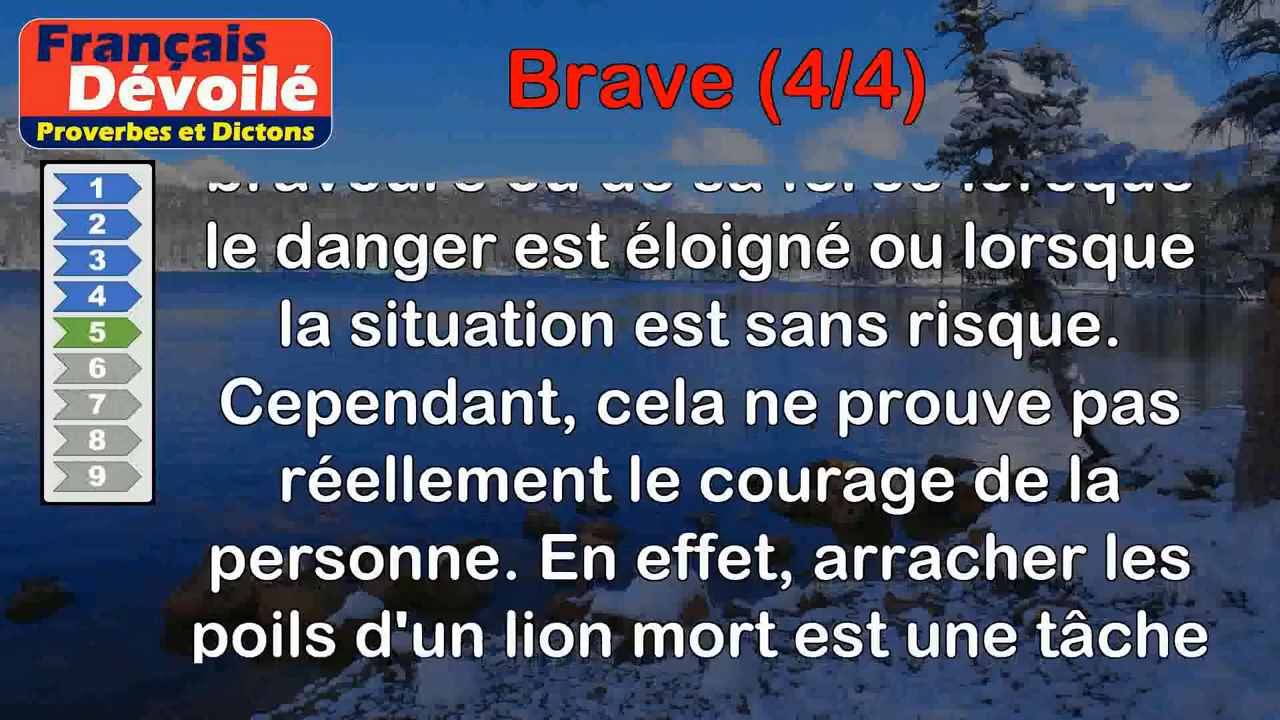 Français
Dévoilé
Proverbes et Dictons
Brave (4/4)
1
2
3
4
5
6
7
8
9
le danger est éloigné ou lorsque
la situation est sans risque.
Cependant, cela ne prouve pas
réellement le courage de la
personne. En effet, arracher les
poils d'un lion mort est une tâche